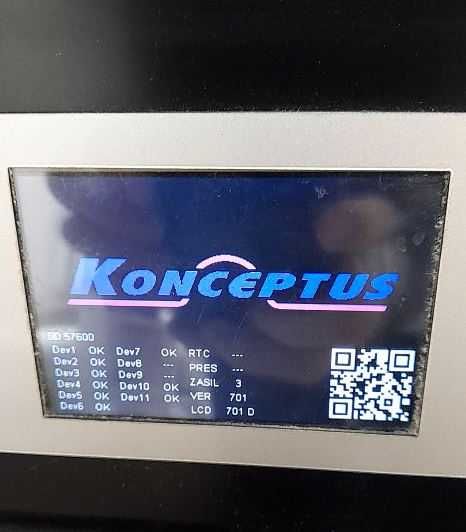 KONCEPTUS
BD 57600
Dev1 OK Dev7 OK RTC ---
Dev2 OK Dev8 --- PRES ---
Dev3 OK Dev9 --- ZASIL 3
Dev4 OK Dev10 OK VER 701
Dev5 OK Dev11 OK LCD 701 D
Dev6 OK